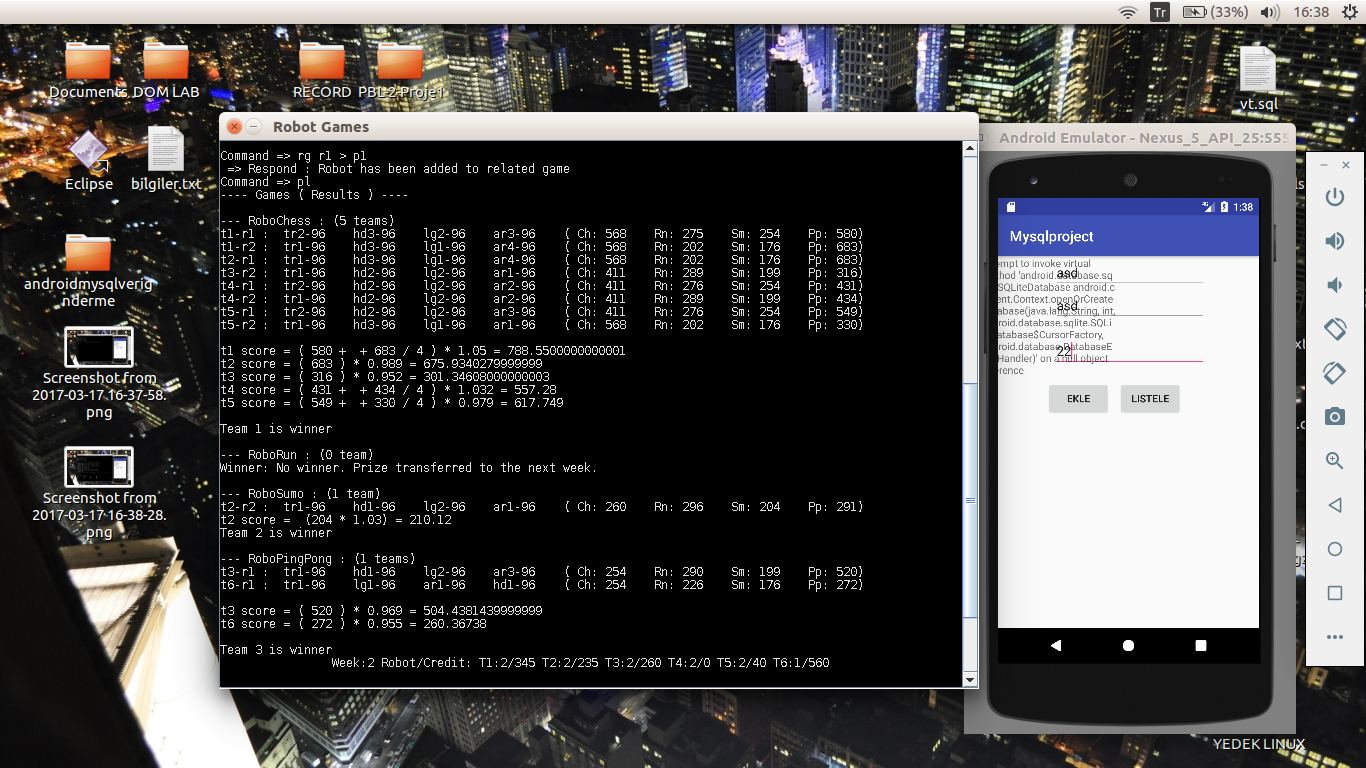 Tr (33%) 16:38
Documents DOM LAB RECORD PBL-2-Proje1
vt.sql
Eclipse bilgiler.txt
androidmysqlverig
nderme
Screenshot from
2017-03-17 16-37-58.
png
Screenshot from
2017-03-17 16-38-28.
png
Robot Games
Command => rg r1 > p1
=> Respond : Robot has been added to related game
Command => pl
---- Games ( Results ) ----
--- RoboChess : (5 teams)
t1-r1 : tr2-96 hd3-96 lg2-96 ar3-96 ( Ch: 568 Rn: 275 Sm: 254 Pp: 580)
t1-r2 : tr1-96 hd3-96 lg1-96 ar4-96 ( Ch: 568 Rn: 202 Sm: 176 Pp: 683)
t2-r1 : tr1-96 hd3-96 lg1-96 ar4-96 ( Ch: 568 Rn: 202 Sm: 176 Pp: 683)
t3-r2 : tr1-96 hd2-96 lg2-96 ar1-96 ( Ch: 411 Rn: 289 Sm: 199 Pp: 316)
t4-r1 : tr1-96 hd2-96 lg2-96 ar2-96 ( Ch: 411 Rn: 276 Sm: 254 Pp: 431)
t4-r2 : tr1-96 hd2-96 lg2-96 ar2-96 ( Ch: 411 Rn: 289 Sm: 254 Pp: 434)
t5-r1 : tr1-96 hd2-96 lg2-96 ar3-96 ( Ch: 411 Rn: 276 Sm: 254 Pp: 549)
t5-r2 : tr1-96 hd3-96 lg1-96 ar2-96 ( Ch: 568 Rn: 202 Sm: 176 Pp: 330)
t1 score = ( 580 + + 683 / 4 ) * 1.05 = 788.5500000000001
t2 score = ( 683 ) * 0.989 = 675.9340279999999
t3 score = ( 316 ) * 0.952 = 301.34608000000003
t4 score = ( 431 + + 434 / 4 ) * 1.032 = 557.28
t5 score = ( 549 + + 330 / 4 ) * 0.979 = 617.749
Team 1 is winner
--- RoboRun : (0 team)
Winner: No winner. Prize transferred to the next week.
--- RoboSumo : (1 team)
t2-r2 : tr1-96 hd1-96 lg2-96 ar1-96 ( Ch: 260 Rn: 296 Sm: 204 Pp: 291)
t2 score = (204 * 1.03) = 210.12
Team 2 is winner
--- RoboPingPong : (1 teams)
t3-r1 : tr1-96 hd1-96 lg2-96 ar3-96 ( Ch: 254 Rn: 290 Sm: 199 Pp: 520)
t6-r1 : tr1-96 lg1-96 ar1-96 hd1-96 ( Ch: 254 Rn: 226 Sm: 176 Pp: 272)
t3 score = ( 520 ) * 0.969 = 504.4381439999999
t6 score = ( 272 ) * 0.955 = 260.36738
Team 3 is winner
Week:2 Robot/Credit: T1:2/345 T2:2/235 T3:2/260 T4:2/0 T5:2/40 T6:1/560
Android Emulator - Nexus_5_API_25:555
1:38
Mysqlproject
empt to invoke virtual
hod 'android.database.sq
SQLiteDatabase android.c
ent.Context.openOrCreate
abase(java.lang.String, int,
roid.database.sqlite.SQLi
atabase$CursorFactory,
roid.database.DatabaseE
Handler)' on a null object
erence
asd
asd
22
EKLE LISTELE
YEDEK LINUX